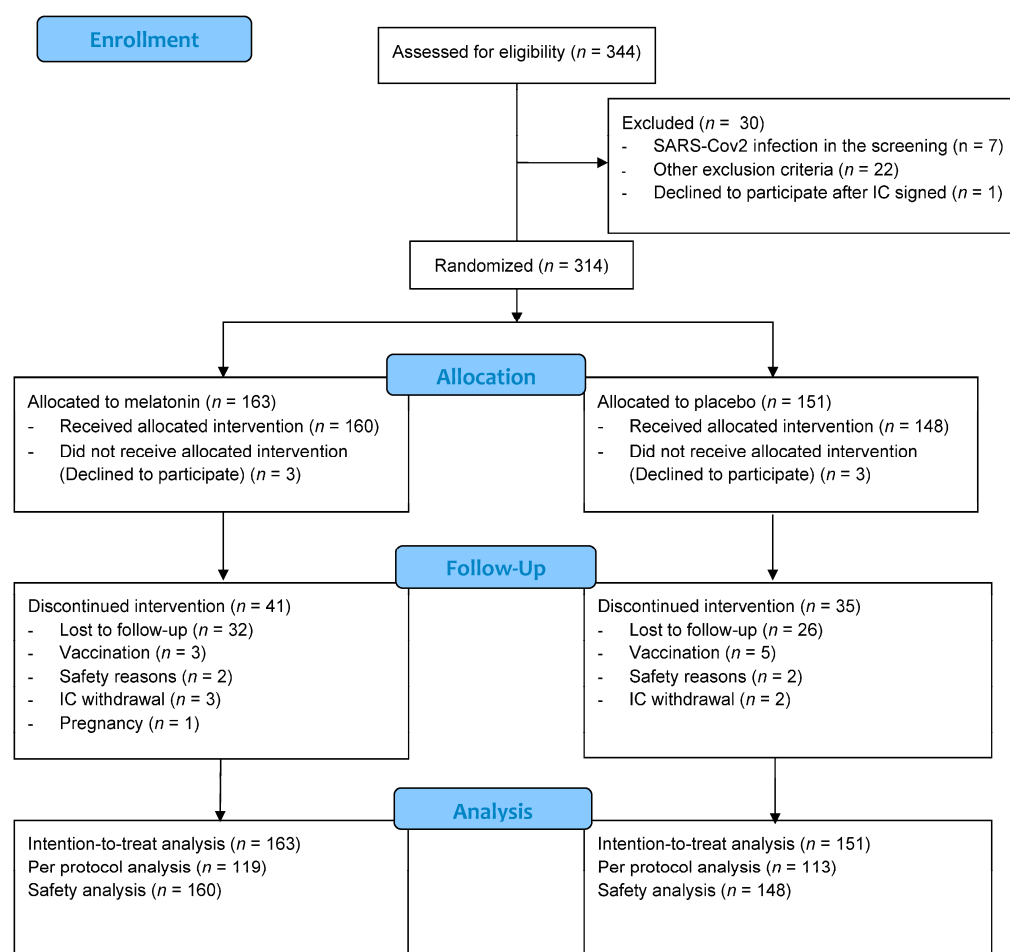 Enrollment
Assessed for eligibility (n = 344)
Excluded (n = 30)
- SARS-Cov2 infection in the screening (n = 7)
- Other exclusion criteria (n = 22)
- Declined to participate after IC signed (n = 1)
Randomized (n = 314)
Allocation
Allocated to melatonin (n = 163)
- Received allocated intervention (n = 160)
- Did not receive allocated intervention
(Declined to participate) (n = 3)
Allocated to placebo (n = 151)
- Received allocated intervention (n = 148)
- Did not receive allocated intervention
(Declined to participate) (n = 3)
Follow-Up
Discontinued intervention (n = 41)
- Lost to follow-up (n = 32)
- Vaccination (n = 3)
- Safety reasons (n = 2)
- IC withdrawal (n = 3)
- Pregnancy (n = 1)
Discontinued intervention (n = 35)
- Lost to follow-up (n = 26)
- Vaccination (n = 5)
- Safety reasons (n = 2)
- IC withdrawal (n = 2)
Analysis
Intention-to-treat analysis (n = 163)
Per protocol analysis (n = 119)
Safety analysis (n = 160)
Intention-to-treat analysis (n = 151)
Per protocol analysis (n = 113)
Safety analysis (n = 148)